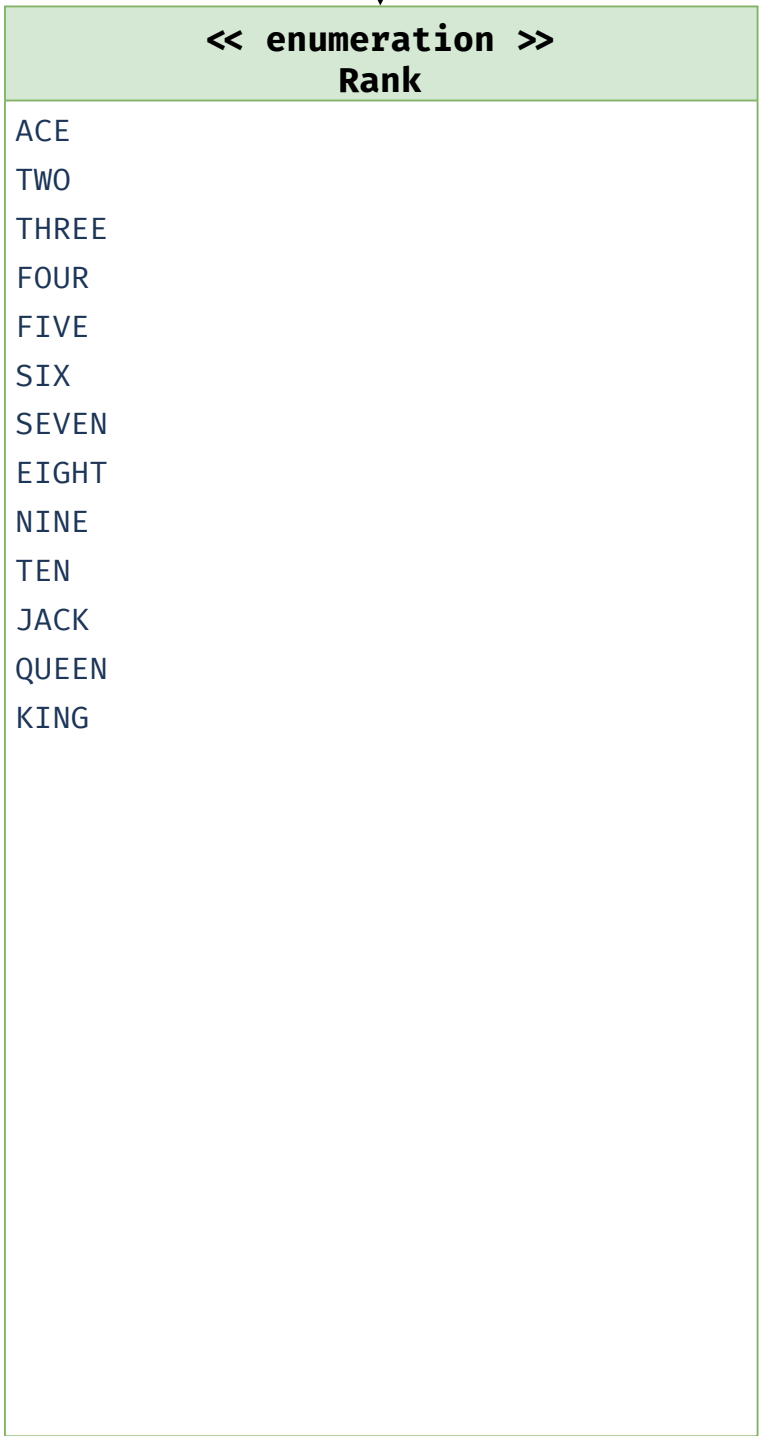 << enumeration >>
Rank
ACE
TWO
THREE
FOUR
FIVE
SIX
SEVEN
EIGHT
NINE
TEN
JACK
QUEEN
KING